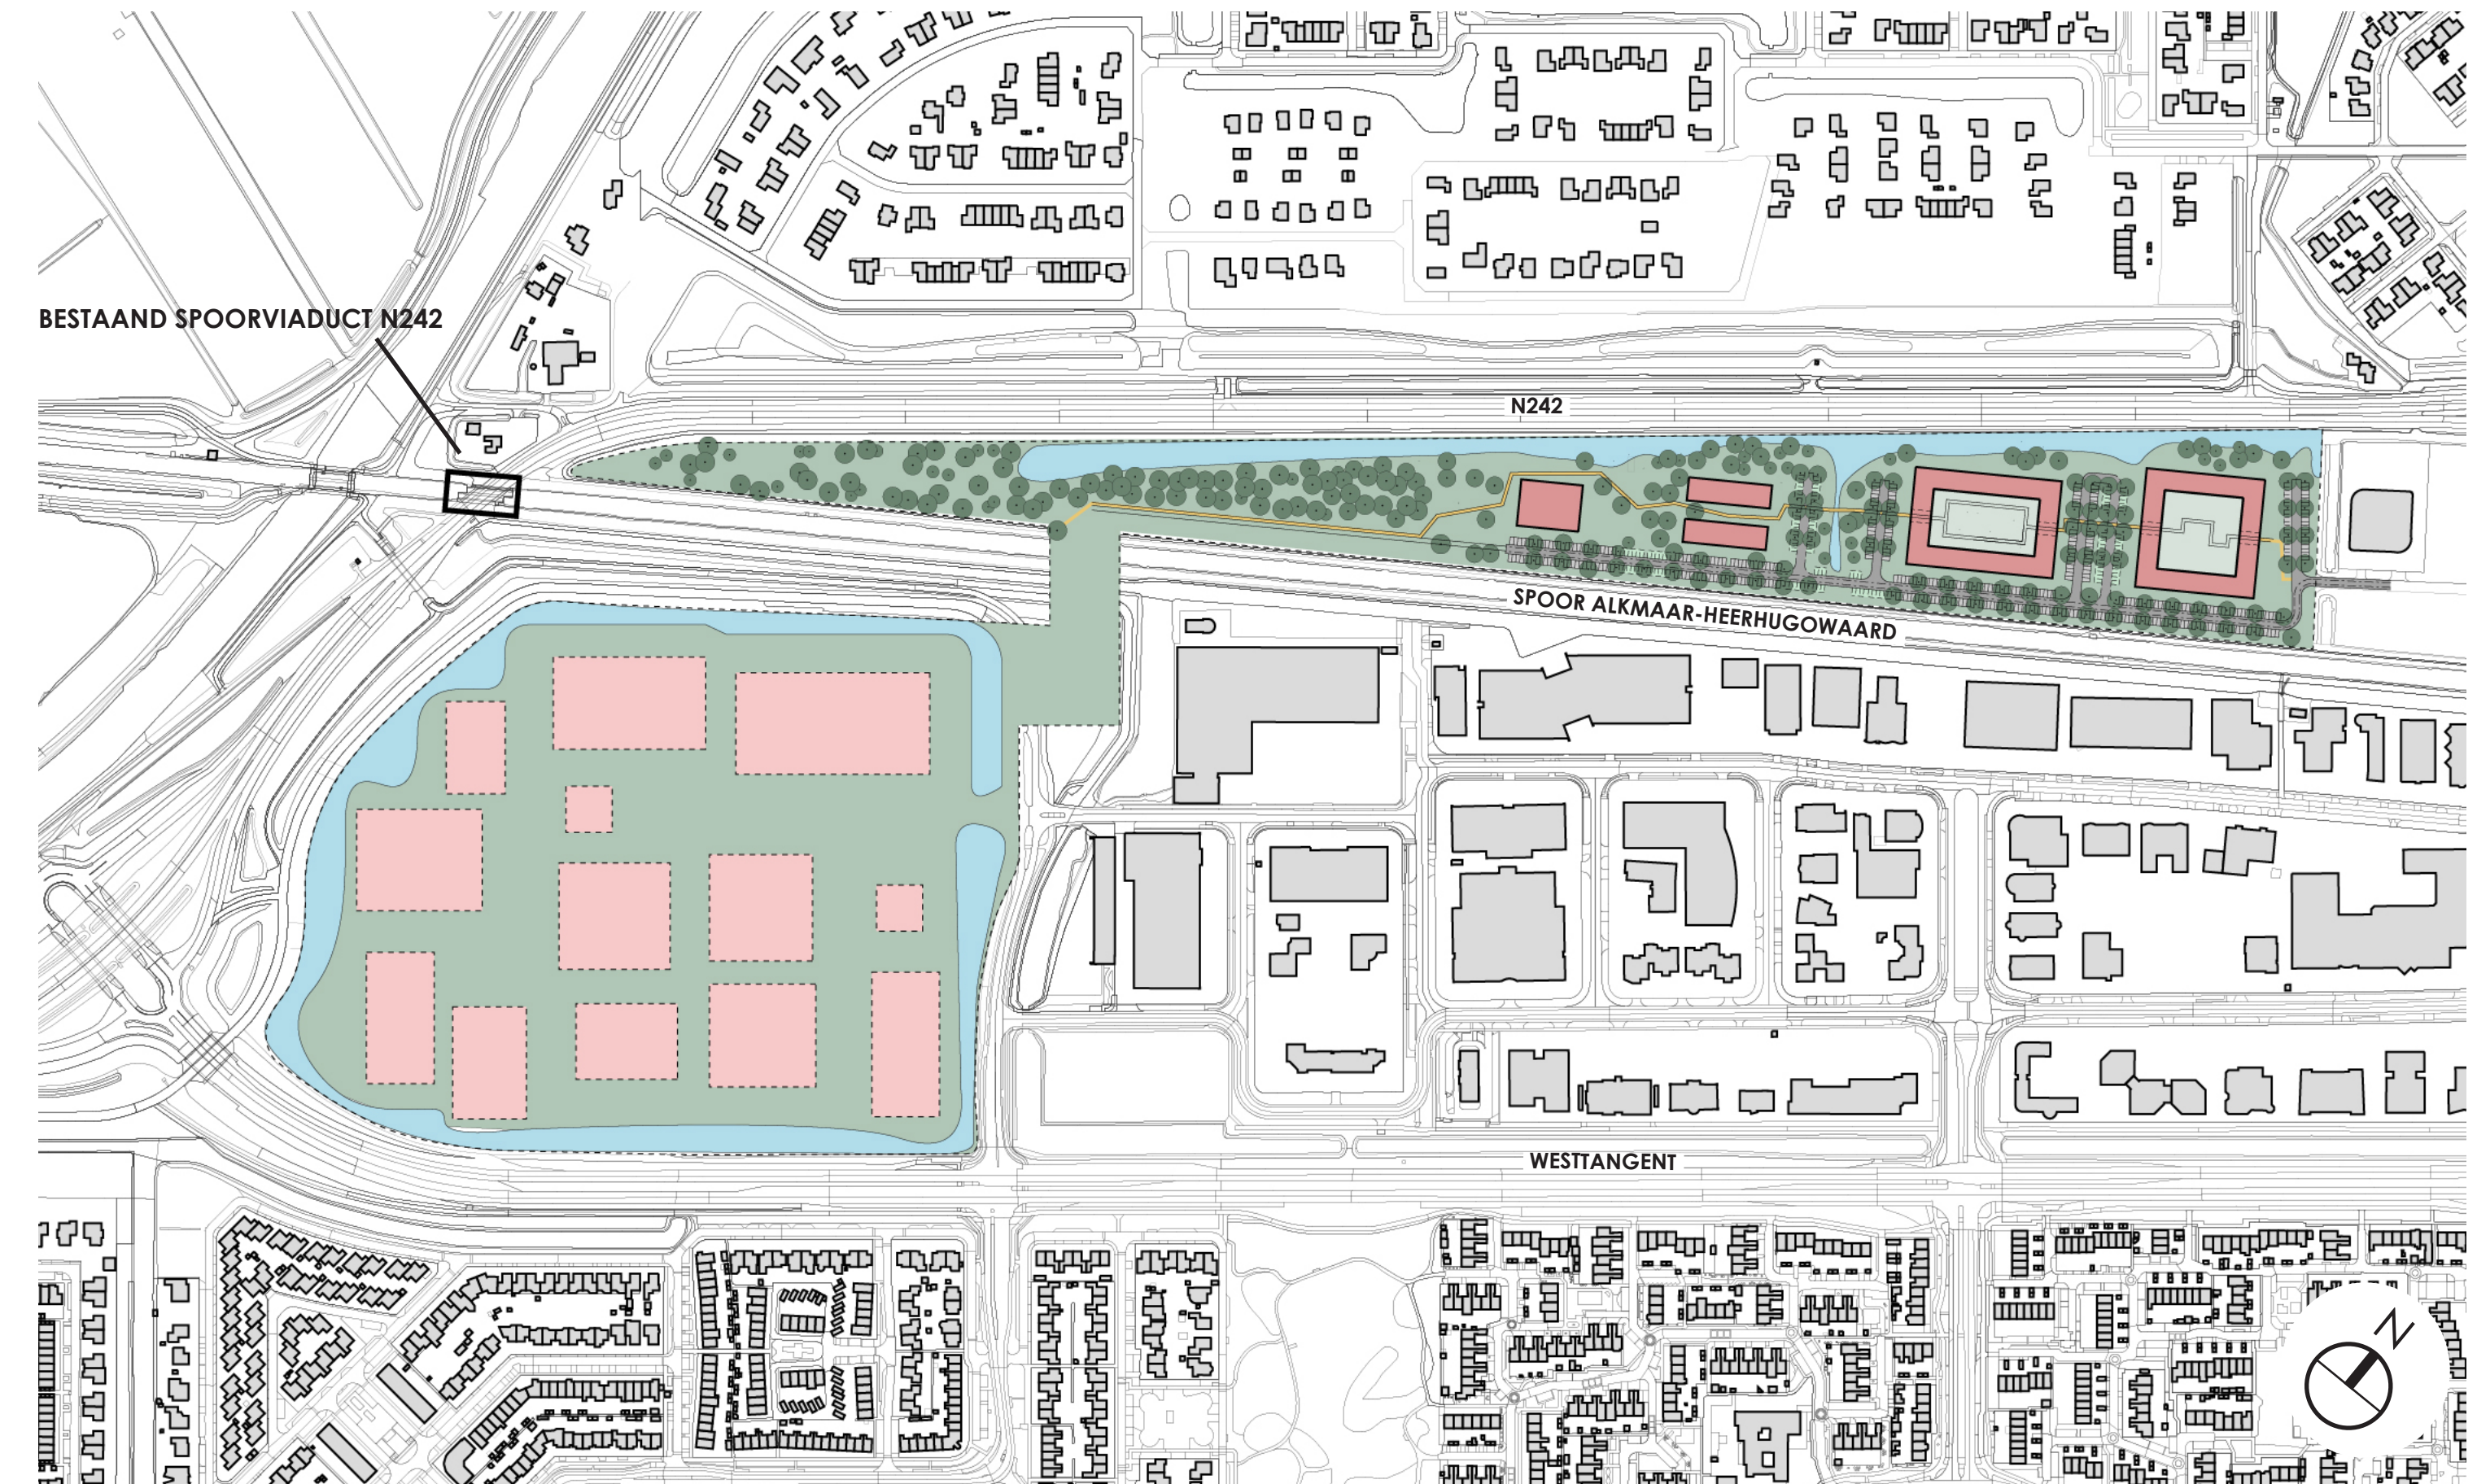 BESTAAND SPOORVIADUCT N242
N242
SPOOR ALKMAAR-HEERHUGOWAARD
WESTTANGENT
N